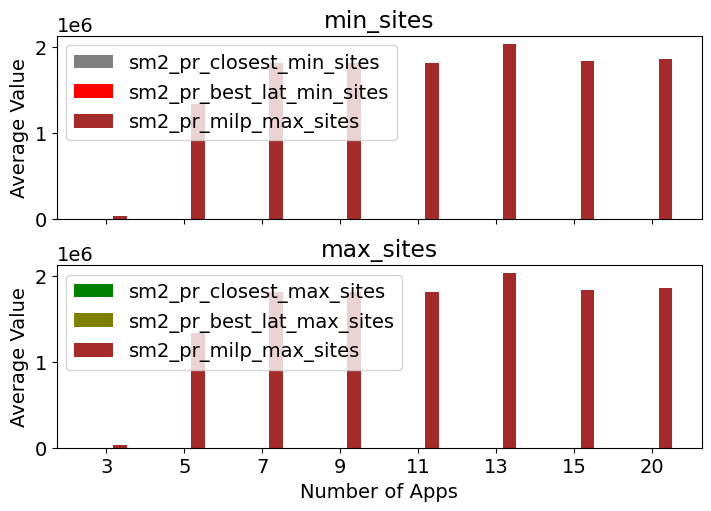 min_sites
1e6
2
1
0
Average Value
sm2_pr_closest_min_sites
sm2_pr_best_lat_min_sites
sm2_pr_milp_max_sites
max_sites
1e6
2
1
0
Average Value
sm2_pr_closest_max_sites
sm2_pr_best_lat_max_sites
sm2_pr_milp_max_sites
3 5 7 9 11 13 15 20
Number of Apps